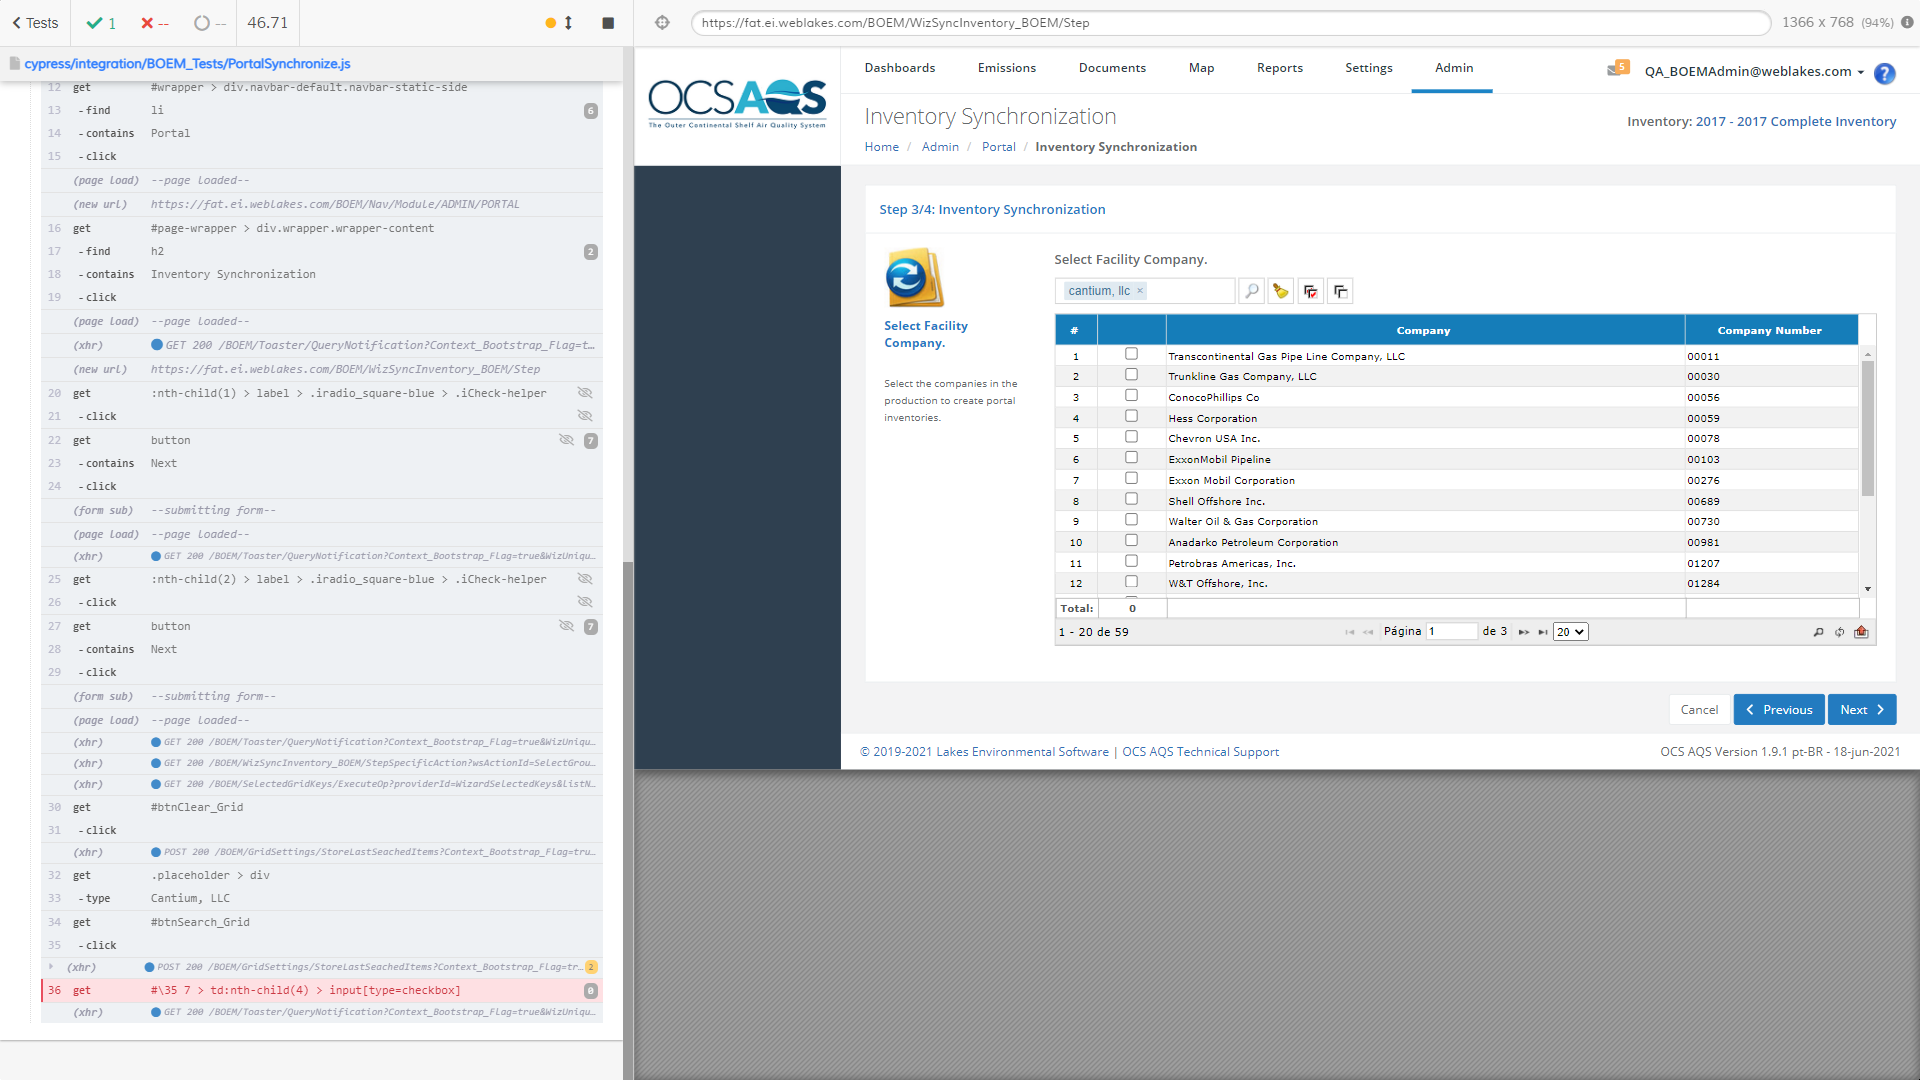 Tests
1
--
--
46.71
https://fat.ei.weblakes.com/BOEM/WizSyncInventory_BOEM/Step
1366 x 768 (94%)
cypress/integration/BOEM_Tests/PortalSynchronize.js
12 get #wrapper > div.navbar-default.navbar-static-side
13 -find li 6
14 -contains Portal
15 -click
(page load) --page loaded--
(new url) https://fat.ei.weblakes.com/BOEM/Nav/Module/ADMIN/PORTAL
16 get #page-wrapper > div.wrapper.wrapper-content
17 -find h2 2
18 -contains Inventory Synchronization
19 -click
(page load) --page loaded--
(xhr) GET 200 /BOEM/Toaster/QueryNotification?Context_Bootstrap_Flag=t...
(new url) https://fat.ei.weblakes.com/BOEM/WizSyncInventory_BOEM/Step
20 get :nth-child(1) > label > .iradio_square-blue > .iCheck-helper
21 -click
22 get button 7
23 -contains Next
24 -click
(form sub) --submitting form--
(page load) --page loaded--
(xhr) GET 200 /BOEM/Toaster/QueryNotification?Context_Bootstrap_Flag=true&WizUniqu...
25 get :nth-child(2) > label > .iradio_square-blue > .iCheck-helper
26 -click
27 get button 7
28 -contains Next
29 -click
(form sub) --submitting form--
(page load) --page loaded--
(xhr) GET 200 /BOEM/Toaster/QueryNotification?Context_Bootstrap_Flag=true&WizUniqu...
(xhr) GET 200 /BOEM/WizSyncInventory_BOEM/StepSpecificAction?wsActionId=SelectGrou...
(xhr) GET 200 /BOEM/SelectedGridKeys/ExecuteOp?providerId=WizardSelectedKeys&listN...
30 get #btnClear_Grid
31 -click
(xhr) POST 200 /BOEM/GridSettings/StoreLastSeachedItems?Context_Bootstrap_Flag=tru...
32 get .placeholder > div
33 -type Cantium, LLC
34 get #btnSearch_Grid
35 -click
(xhr) POST 200 /BOEM/GridSettings/StoreLastSeachedItems?Context_Bootstrap_Flag=tr... 2
36 get #\35 7 > td:nth-child(4) > input[type=checkbox] 0
(xhr) GET 200 /BOEM/Toaster/QueryNotification?Context_Bootstrap_Flag=true&WizUniqu...
OCSAQS
The Outer Continental Shelf Air Quality System
Dashboards Emissions Documents Map Reports Settings Admin
5 QA_BOEMAdmin@weblakes.com ?
Inventory Synchronization
Inventory: 2017 - 2017 Complete Inventory
Home / Admin / Portal / Inventory Synchronization
Step 3/4: Inventory Synchronization
Select Facility Company.
Select the companies in the production to create portal inventories.
Select Facility Company.
cantium, llc ×
# Company Company Number
1 Transcontinental Gas Pipe Line Company, LLC 00011
2 Trunkline Gas Company, LLC 00030
3 ConocoPhillips Co 00056
4 Hess Corporation 00059
5 Chevron USA Inc. 00078
6 ExxonMobil Pipeline 00103
7 Exxon Mobil Corporation 00276
8 Shell Offshore Inc. 00689
9 Walter Oil & Gas Corporation 00730
10 Anadarko Petroleum Corporation 00981
11 Petrobras Americas, Inc. 01207
12 W&T Offshore, Inc. 01284
Total: 0
1 - 20 de 59 Página 1 de 3 20
Cancel Previous Next
© 2019-2021 Lakes Environmental Software | OCS AQS Technical Support
OCS AQS Version 1.9.1 pt-BR - 18-jun-2021